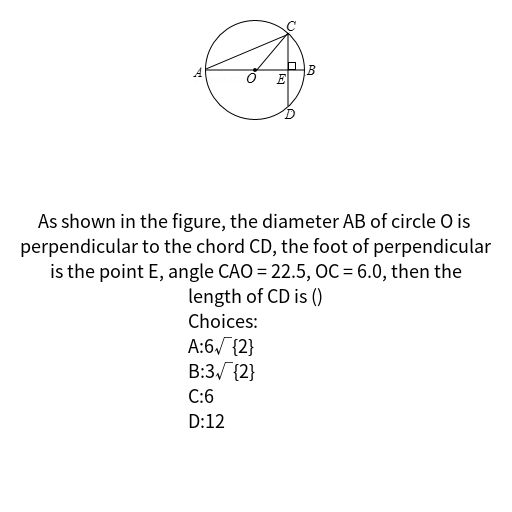 C
A
O
E
B
D
As shown in the figure, the diameter AB of circle O is
perpendicular to the chord CD, the foot of perpendicular
is the point E, angle CAO = 22.5, OC = 6.0, then the
length of CD is ()
Choices:
A:6√{2}
B:3√{2}
C:6
D:12